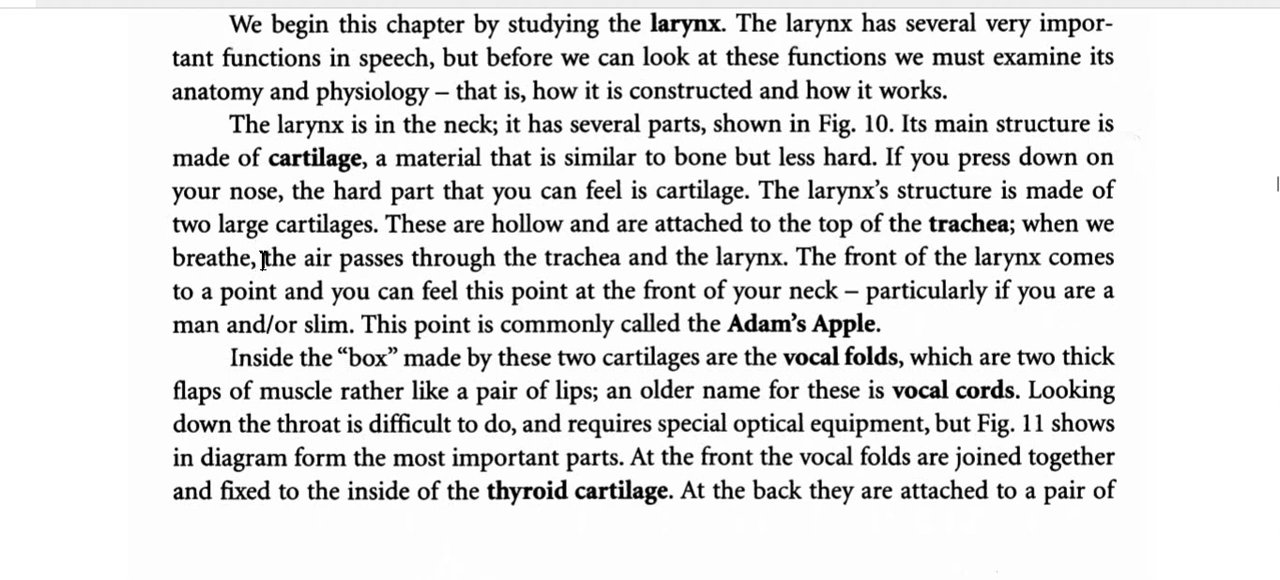 We begin this chapter by studying the larynx. The larynx has several very impor-
tant functions in speech, but before we can look at these functions we must examine its
anatomy and physiology – that is, how it is constructed and how it works.
The larynx is in the neck; it has several parts, shown in Fig. 10. Its main structure is
made of cartilage, a material that is similar to bone but less hard. If you press down on
your nose, the hard part that you can feel is cartilage. The larynx’s structure is made of
two large cartilages. These are hollow and are attached to the top of the trachea; when we
breathe, the air passes through the trachea and the larynx. The front of the larynx comes
to a point and you can feel this point at the front of your neck – particularly if you are a
man and/or slim. This point is commonly called the Adam’s Apple.
Inside the “box” made by these two cartilages are the vocal folds, which are two thick
flaps of muscle rather like a pair of lips; an older name for these is vocal cords. Looking
down the throat is difficult to do, and requires special optical equipment, but Fig. 11 shows
in diagram form the most important parts. At the front the vocal folds are joined together
and fixed to the inside of the thyroid cartilage. At the back they are attached to a pair of